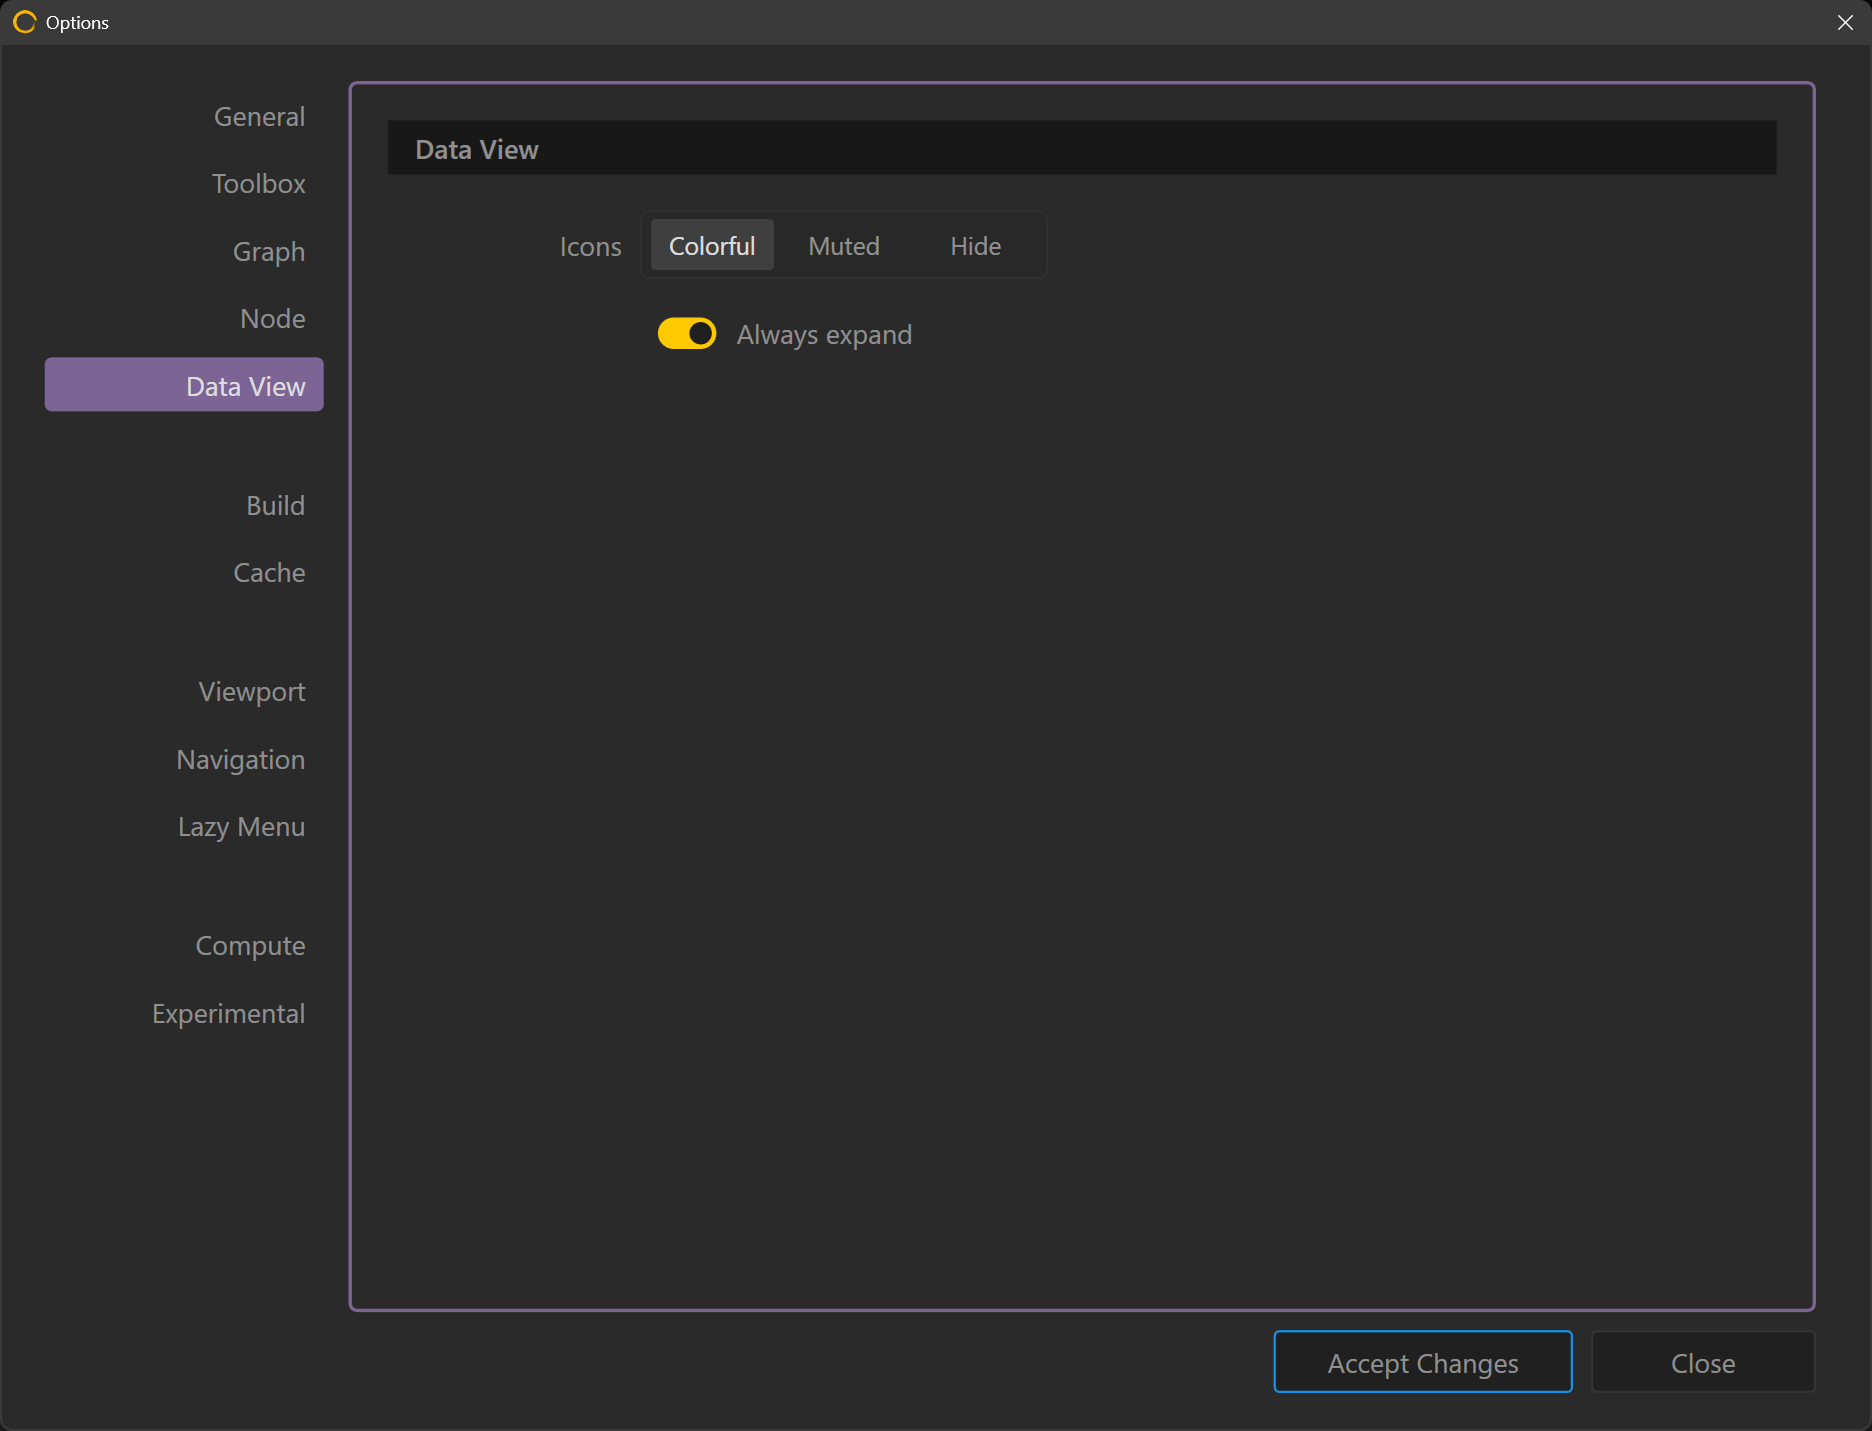 Options
General
Toolbox
Graph
Node
Data View
Build
Cache
Viewport
Navigation
Lazy Menu
Compute
Experimental
Data View
Icons Colorful Muted Hide
Always expand
Accept Changes Close